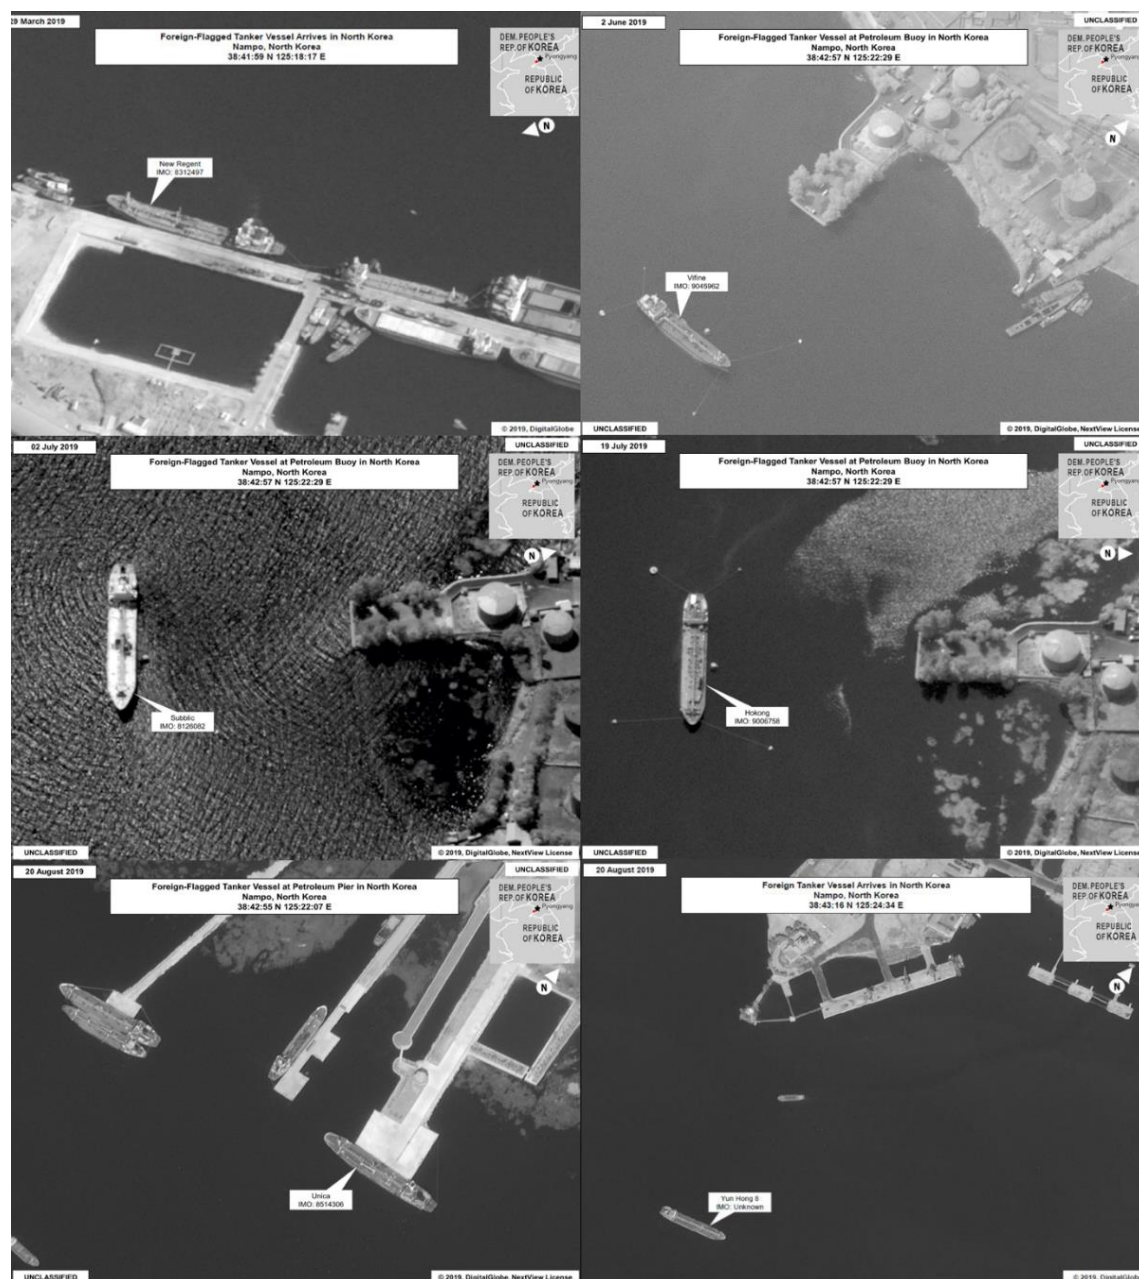 29 March 2019
Foreign-Flagged Tanker Vessel Arrives in North Korea
Nampo, North Korea
38:41:59 N 125:18:17 E
DEM. PEOPLE'S
REP. OF KOREA
Pyongyang
REPUBLIC
OF KOREA
N
New Regent
IMO: 8312497
© 2019, DigitalGlobe
2 June 2019
UNCLASSIFIED
Foreign-Flagged Tanker Vessel at Petroleum Buoy in North Korea
Nampo, North Korea
38:42:57 N 125:22:29 E
DEM. PEOPLE'S
REP. OF KOREA
Pyongyang
REPUBLIC
OF KOREA
N
Vifine
IMO: 9045962
UNCLASSIFIED
© 2019, DigitalGlobe, NextView License
02 July 2019
UNCLASSIFIED
Foreign-Flagged Tanker Vessel at Petroleum Buoy in North Korea
Nampo, North Korea
38:42:57 N 125:22:29 E
DEM. PEOPLE'S
REP. OF KOREA
Pyongyang
REPUBLIC
OF KOREA
N
Subblic
IMO: 8126082
UNCLASSIFIED
© 2019, DigitalGlobe, NextView License
19 July 2019
UNCLASSIFIED
Foreign-Flagged Tanker Vessel at Petroleum Buoy in North Korea
Nampo, North Korea
38:42:57 N 125:22:29 E
DEM. PEOPLE'S
REP. OF KOREA
Pyongyang
REPUBLIC
OF KOREA
N
Hokong
IMO: 9006758
UNCLASSIFIED
© 2019, DigitalGlobe, NextView License
20 August 2019
UNCLASSIFIED
Foreign-Flagged Tanker Vessel at Petroleum Pier in North Korea
Nampo, North Korea
38:42:55 N 125:22:07 E
DEM. PEOPLE'S
REP. OF KOREA
Pyongyang
REPUBLIC
OF KOREA
N
Unica
IMO: 8514306
UNCLASSIFIED
© 2019, DigitalGlobe, NextView License
20 August 2019
Foreign Tanker Vessel Arrives in North Korea
Nampo, North Korea
38:43:16 N 125:24:34 E
DEM. PEOPLE'S
REP. OF KOREA
Pyongyang
REPUBLIC
OF KOREA
N
Yun Hong 8
IMO: Unknown
© 2019, DigitalGlobe